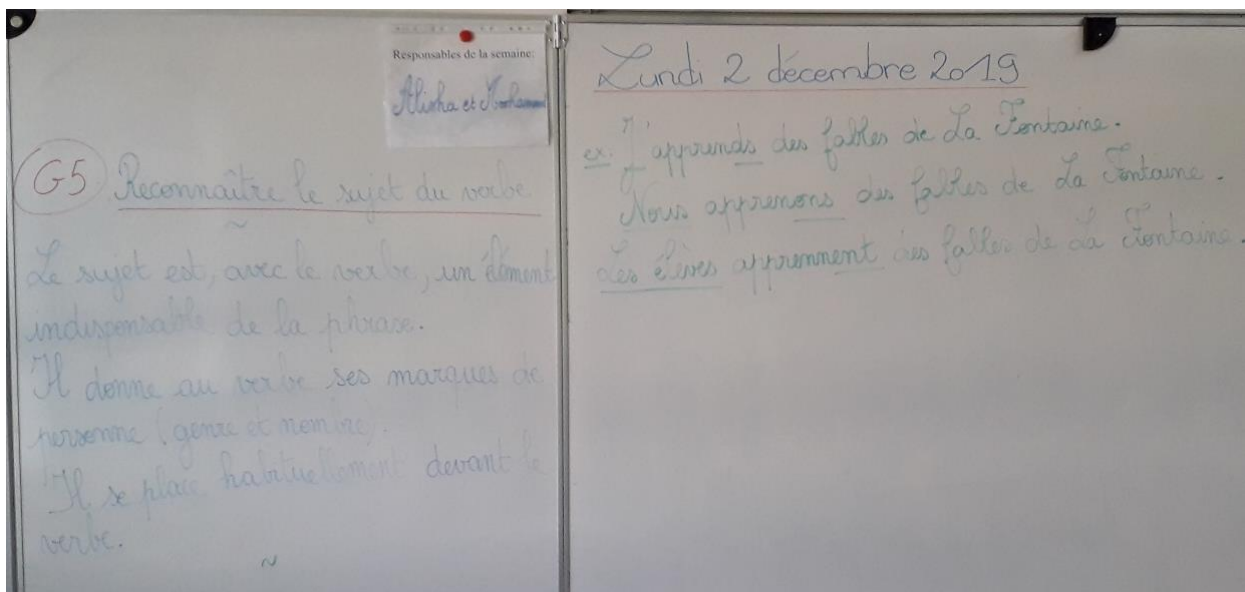 Responsables de la semaine:
Alisha et Mohamed
G5 Reconnaître le sujet du verbe
~
Le sujet est, avec le verbe, un élément
indispensable de la phrase.
Il donne au verbe ses marques de
personne (genre et nombre).
Il se place habituellement devant le
verbe.
~
Lundi 2 décembre 2019
ex: J'apprends des fables de La Fontaine.
Nous apprenons des fables de La Fontaine.
Les élèves apprennent des fables de La Fontaine.